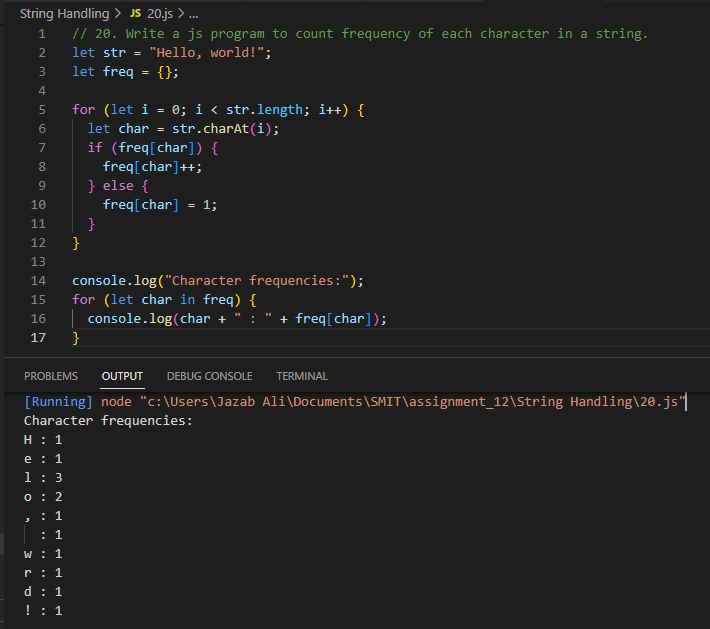 String Handling > JS 20.js > ...
1 // 20. Write a js program to count frequency of each character in a string.
2 let str = "Hello, world!";
3 let freq = {};
4
5 for (let i = 0; i < str.length; i++) {
6   let char = str.charAt(i);
7   if (freq[char]) {
8     freq[char]++;
9   } else {
10     freq[char] = 1;
11   }
12 }
13
14 console.log("Character frequencies:");
15 for (let char in freq) {
16   console.log(char + " : " + freq[char]);
17 }
PROBLEMS OUTPUT DEBUG CONSOLE TERMINAL
[Running] node "c:\Users\Jazab Ali\Documents\SMIT\assignment_12\String Handling\20.js"
Character frequencies:
H : 1
e : 1
l : 3
o : 2
, : 1
  : 1
w : 1
r : 1
d : 1
! : 1